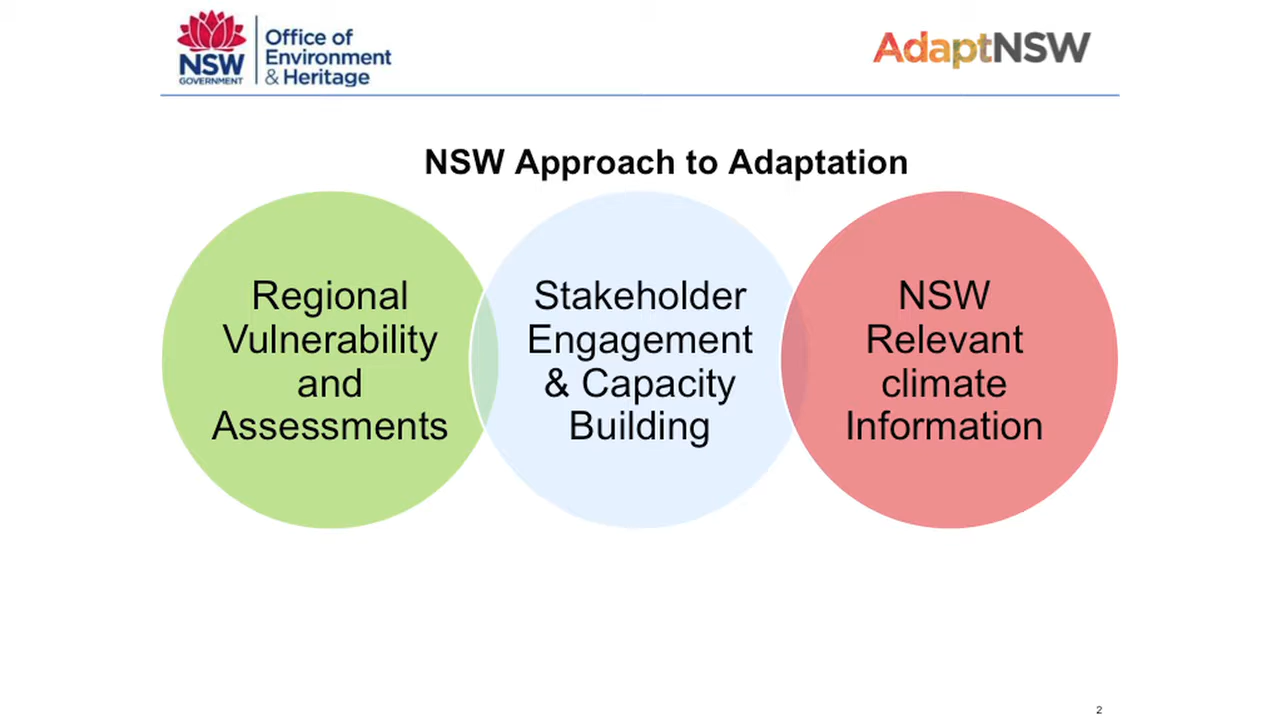 NSW
GOVERNMENT
Office of
Environment
& Heritage
AdaptNSW
NSW Approach to Adaptation
Regional
Vulnerability
and
Assessments
Stakeholder
Engagement
& Capacity
Building
NSW
Relevant
climate
Information
2